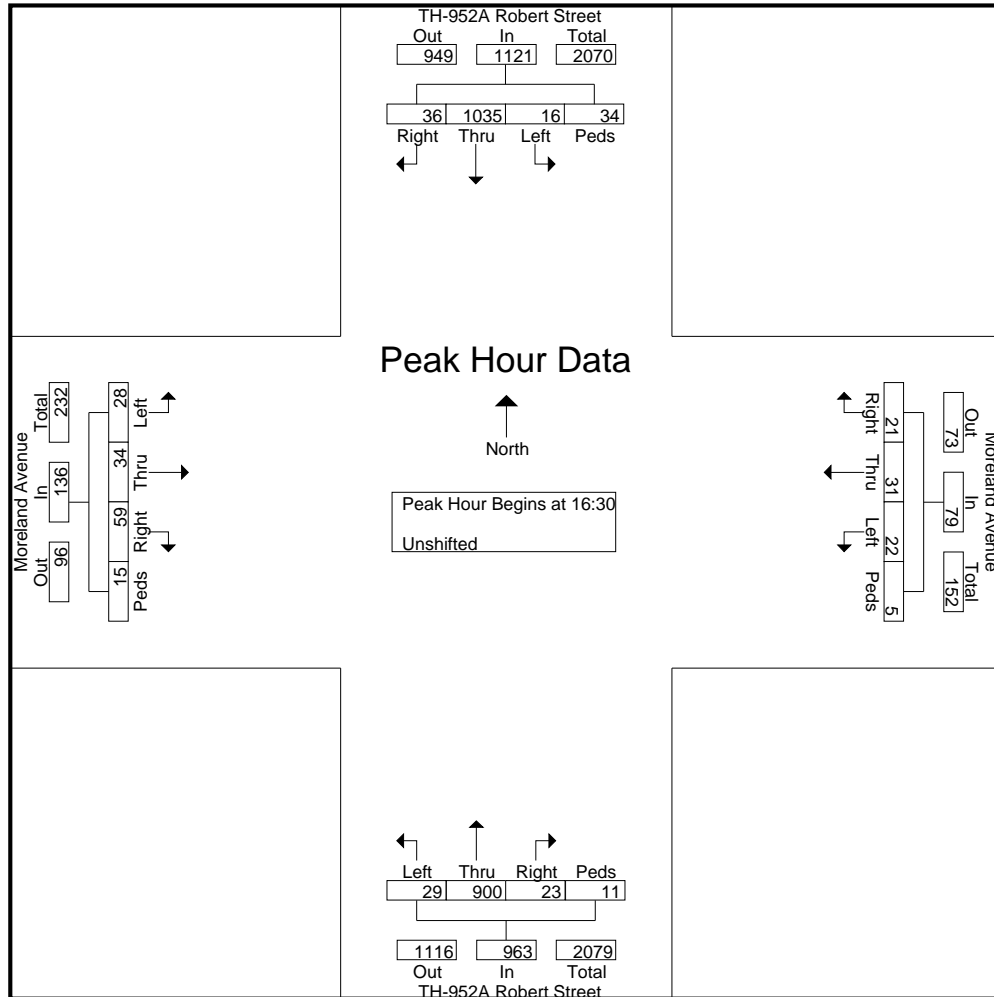 TH-952A Robert Street
Out In Total
949 1121 2070
36 1035 16 34
Right Thru Left Peds
Peak Hour Data
North
Peak Hour Begins at 16:30
Unshifted
Moreland Avenue
Total In Out
232 136 96
28 34 59 15
Left Thru Right Peds
Moreland Avenue
Out In Total
73 79 152
21 31 22 5
Right Thru Left Peds
Left Thru Right Peds
29 900 23 11
1116 963 2079
Out In Total
TH-952A Robert Street